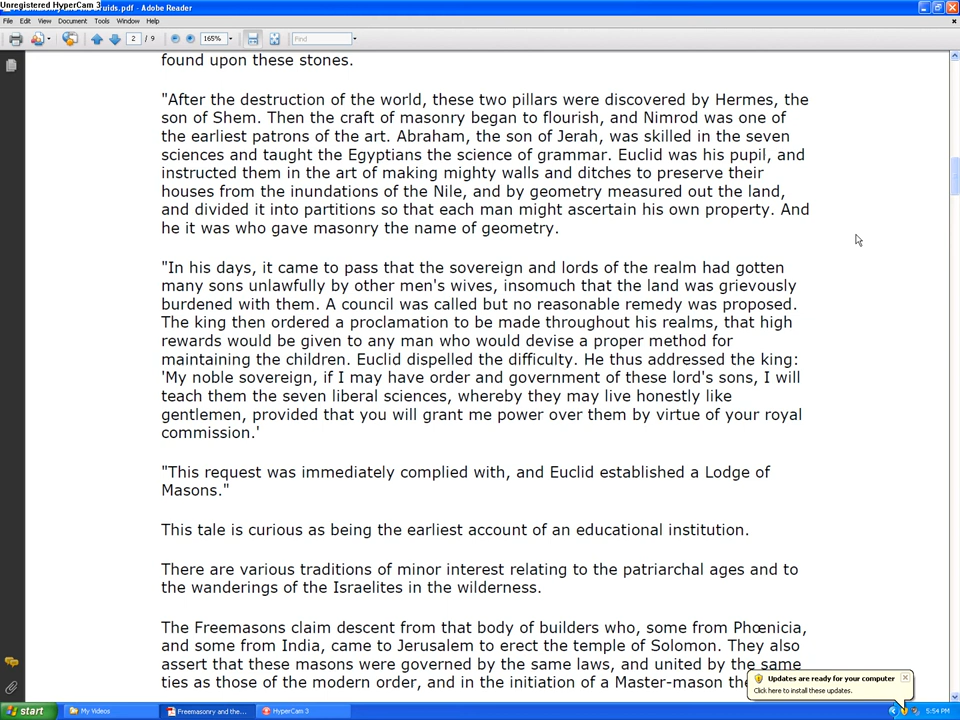 Unregistered HyperCam 3
uids.pdf - Adobe Reader
File Edit View Document Tools Window Help
2 / 9 165% Find
found upon these stones.
"After the destruction of the world, these two pillars were discovered by Hermes, the
son of Shem. Then the craft of masonry began to flourish, and Nimrod was one of
the earliest patrons of the art. Abraham, the son of Jerah, was skilled in the seven
sciences and taught the Egyptians the science of grammar. Euclid was his pupil, and
instructed them in the art of making mighty walls and ditches to preserve their
houses from the inundations of the Nile, and by geometry measured out the land,
and divided it into partitions so that each man might ascertain his own property. And
he it was who gave masonry the name of geometry.
"In his days, it came to pass that the sovereign and lords of the realm had gotten
many sons unlawfully by other men's wives, insomuch that the land was grievously
burdened with them. A council was called but no reasonable remedy was proposed.
The king then ordered a proclamation to be made throughout his realms, that high
rewards would be given to any man who would devise a proper method for
maintaining the children. Euclid dispelled the difficulty. He thus addressed the king:
'My noble sovereign, if I may have order and government of these lord's sons, I will
teach them the seven liberal sciences, whereby they may live honestly like
gentlemen, provided that you will grant me power over them by virtue of your royal
commission.'
"This request was immediately complied with, and Euclid established a Lodge of
Masons."
This tale is curious as being the earliest account of an educational institution.
There are various traditions of minor interest relating to the patriarchal ages and to
the wanderings of the Israelites in the wilderness.
The Freemasons claim descent from that body of builders who, some from Phœnicia,
and some from India, came to Jerusalem to erect the temple of Solomon. They also
assert that these masons were governed by the same laws, and united by the same
ties as those of the modern order, and in the initiation of a Master-mason the
Updates are ready for your computer
Click here to install these updates.
start My Videos Freemasonry and the... HyperCam 3 5:54 PM